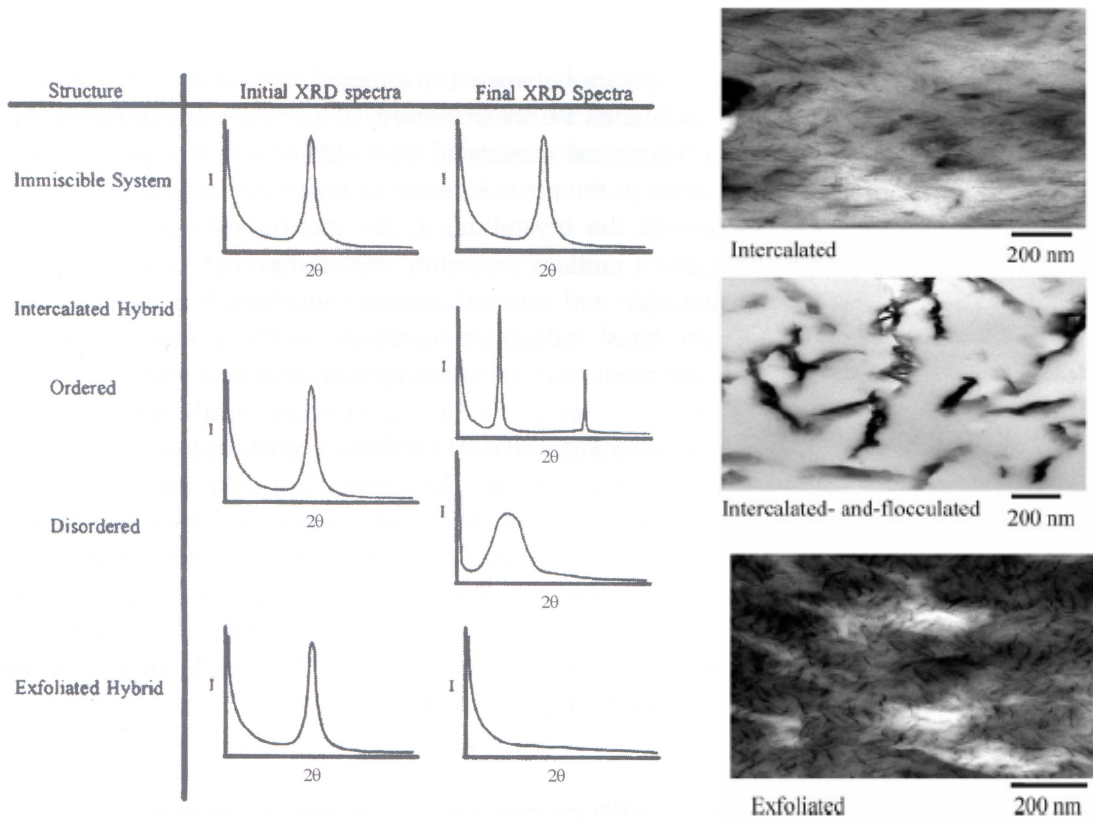 Structure
Initial XRD spectra
Final XRD Spectra
Immiscible System
I
2θ
I
2θ
Intercalated Hybrid
Ordered
I
2θ
I
2θ
Disordered
I
2θ
Exfoliated Hybrid
I
2θ
I
2θ
Intercalated
200 nm
Intercalated- and-flocculated
200 nm
Exfoliated
200 nm